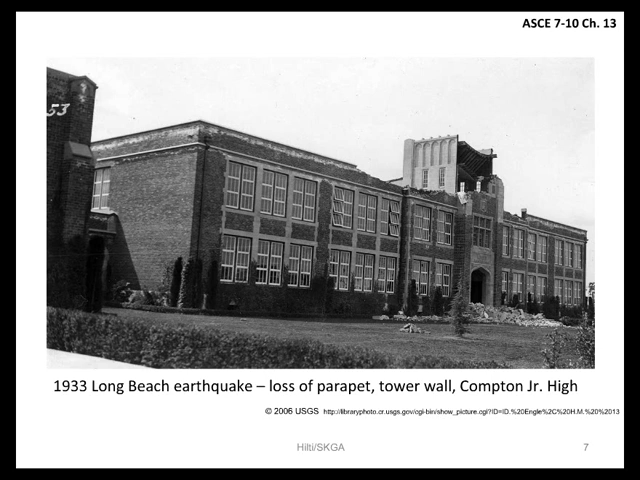 ASCE 7-10 Ch. 13
53
1933 Long Beach earthquake – loss of parapet, tower wall, Compton Jr. High
© 2006 USGS http://libraryphoto.cr.usgs.gov/cgi-bin/show_picture.cgi?ID=ID.%20Engle%2C%20H.M.%20%2013
Hilti/SKGA
7